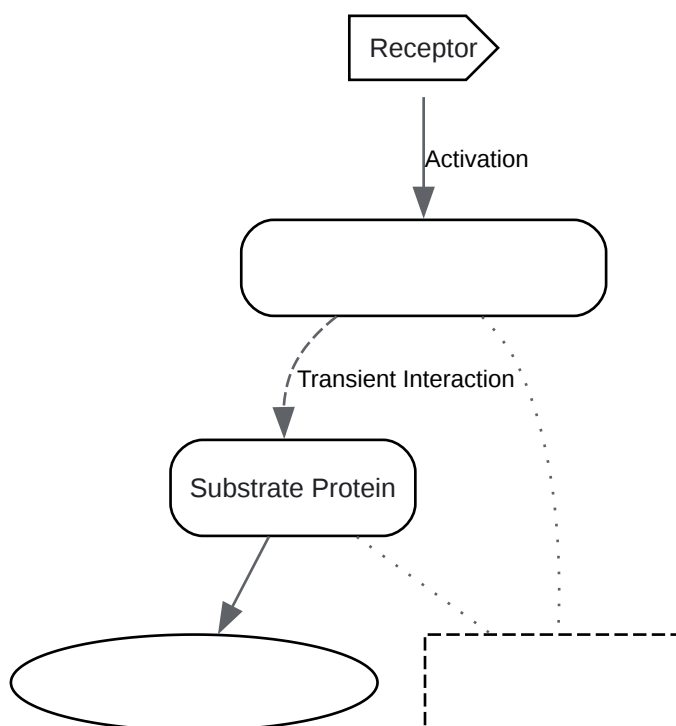 Receptor
Activation
Transient Interaction
Substrate Protein